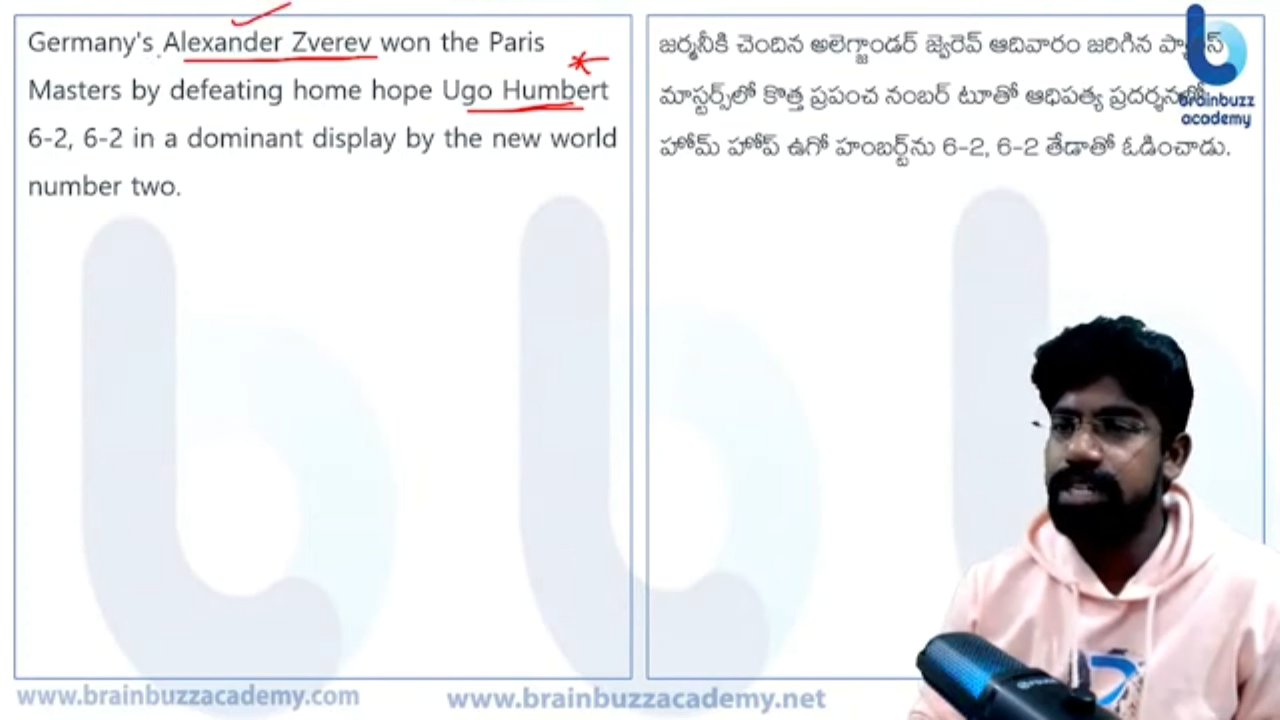 Germany's Alexander Zverev won the Paris
Masters by defeating home hope Ugo Humbert
6-2, 6-2 in a dominant display by the new world
number two.
జర్మనీకి చెందిన అలెగ్జాండర్ జ్వెరెవ్ ఆదివారం జరిగిన ప్యారిస్
మాస్టర్స్‌లో కొత్త ప్రపంచ నంబర్ టూతో ఆధిపత్య ప్రదర్శనలో
హోమ్ హోప్ ఉగో హంబర్ట్‌ను 6-2, 6-2 తేడాతో ఓడించాడు.
brainbuzz
academy
www.brainbuzzacademy.com
www.brainbuzzacademy.net